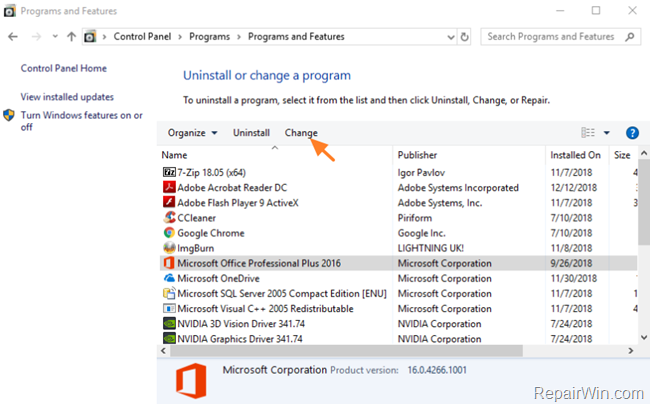 Programs and Features
Control Panel > Programs > Programs and Features
Search Programs and Features
Control Panel Home
View installed updates
Turn Windows features on or off
Uninstall or change a program
To uninstall a program, select it from the list and then click Uninstall, Change, or Repair.
Organize Uninstall Change
Name Publisher Installed On Size
7-Zip 18.05 (x64) Igor Pavlov 11/7/2018 4
Adobe Acrobat Reader DC Adobe Systems Incorporated 12/12/2018
Adobe Flash Player 9 ActiveX Adobe Systems, Inc. 11/7/2018 3
CCleaner Piriform 7/10/2018
Google Chrome Google Inc. 7/10/2018
ImgBurn LIGHTNING UK! 11/8/2018
Microsoft Office Professional Plus 2016 Microsoft Corporation 9/26/2018
Microsoft OneDrive Microsoft Corporation 11/30/2018
Microsoft SQL Server 2005 Compact Edition [ENU] Microsoft Corporation 11/7/2018 1
Microsoft Visual C++ 2005 Redistributable Microsoft Corporation 11/7/2018 4
NVIDIA 3D Vision Driver 341.74 NVIDIA Corporation 7/24/2018
NVIDIA Graphics Driver 341.74 NVIDIA Corporation 7/24/2018
Microsoft Corporation Product version: 16.0.4266.1001
RepairWin.com